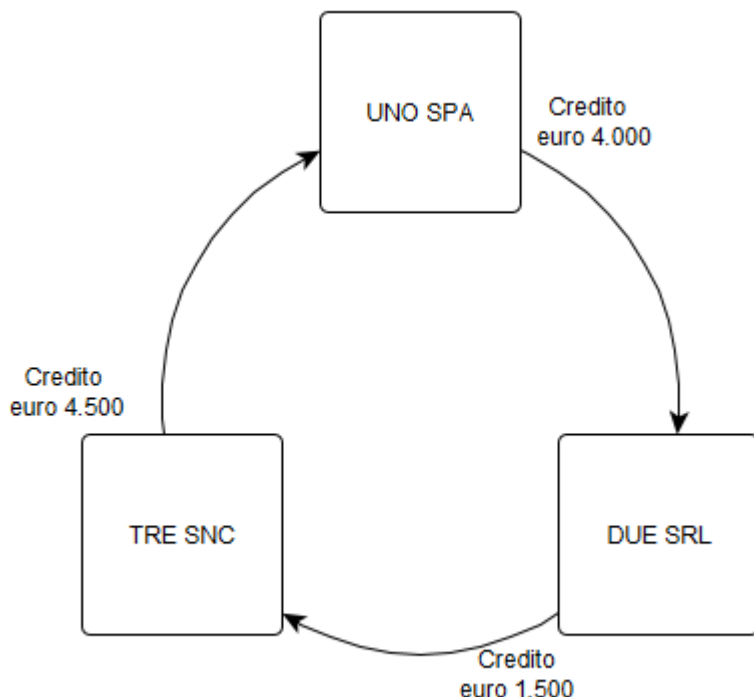 UNO SPA
Credito
euro 4.000
Credito
euro 4.500
TRE SNC
DUE SRL
Credito
euro 1.500